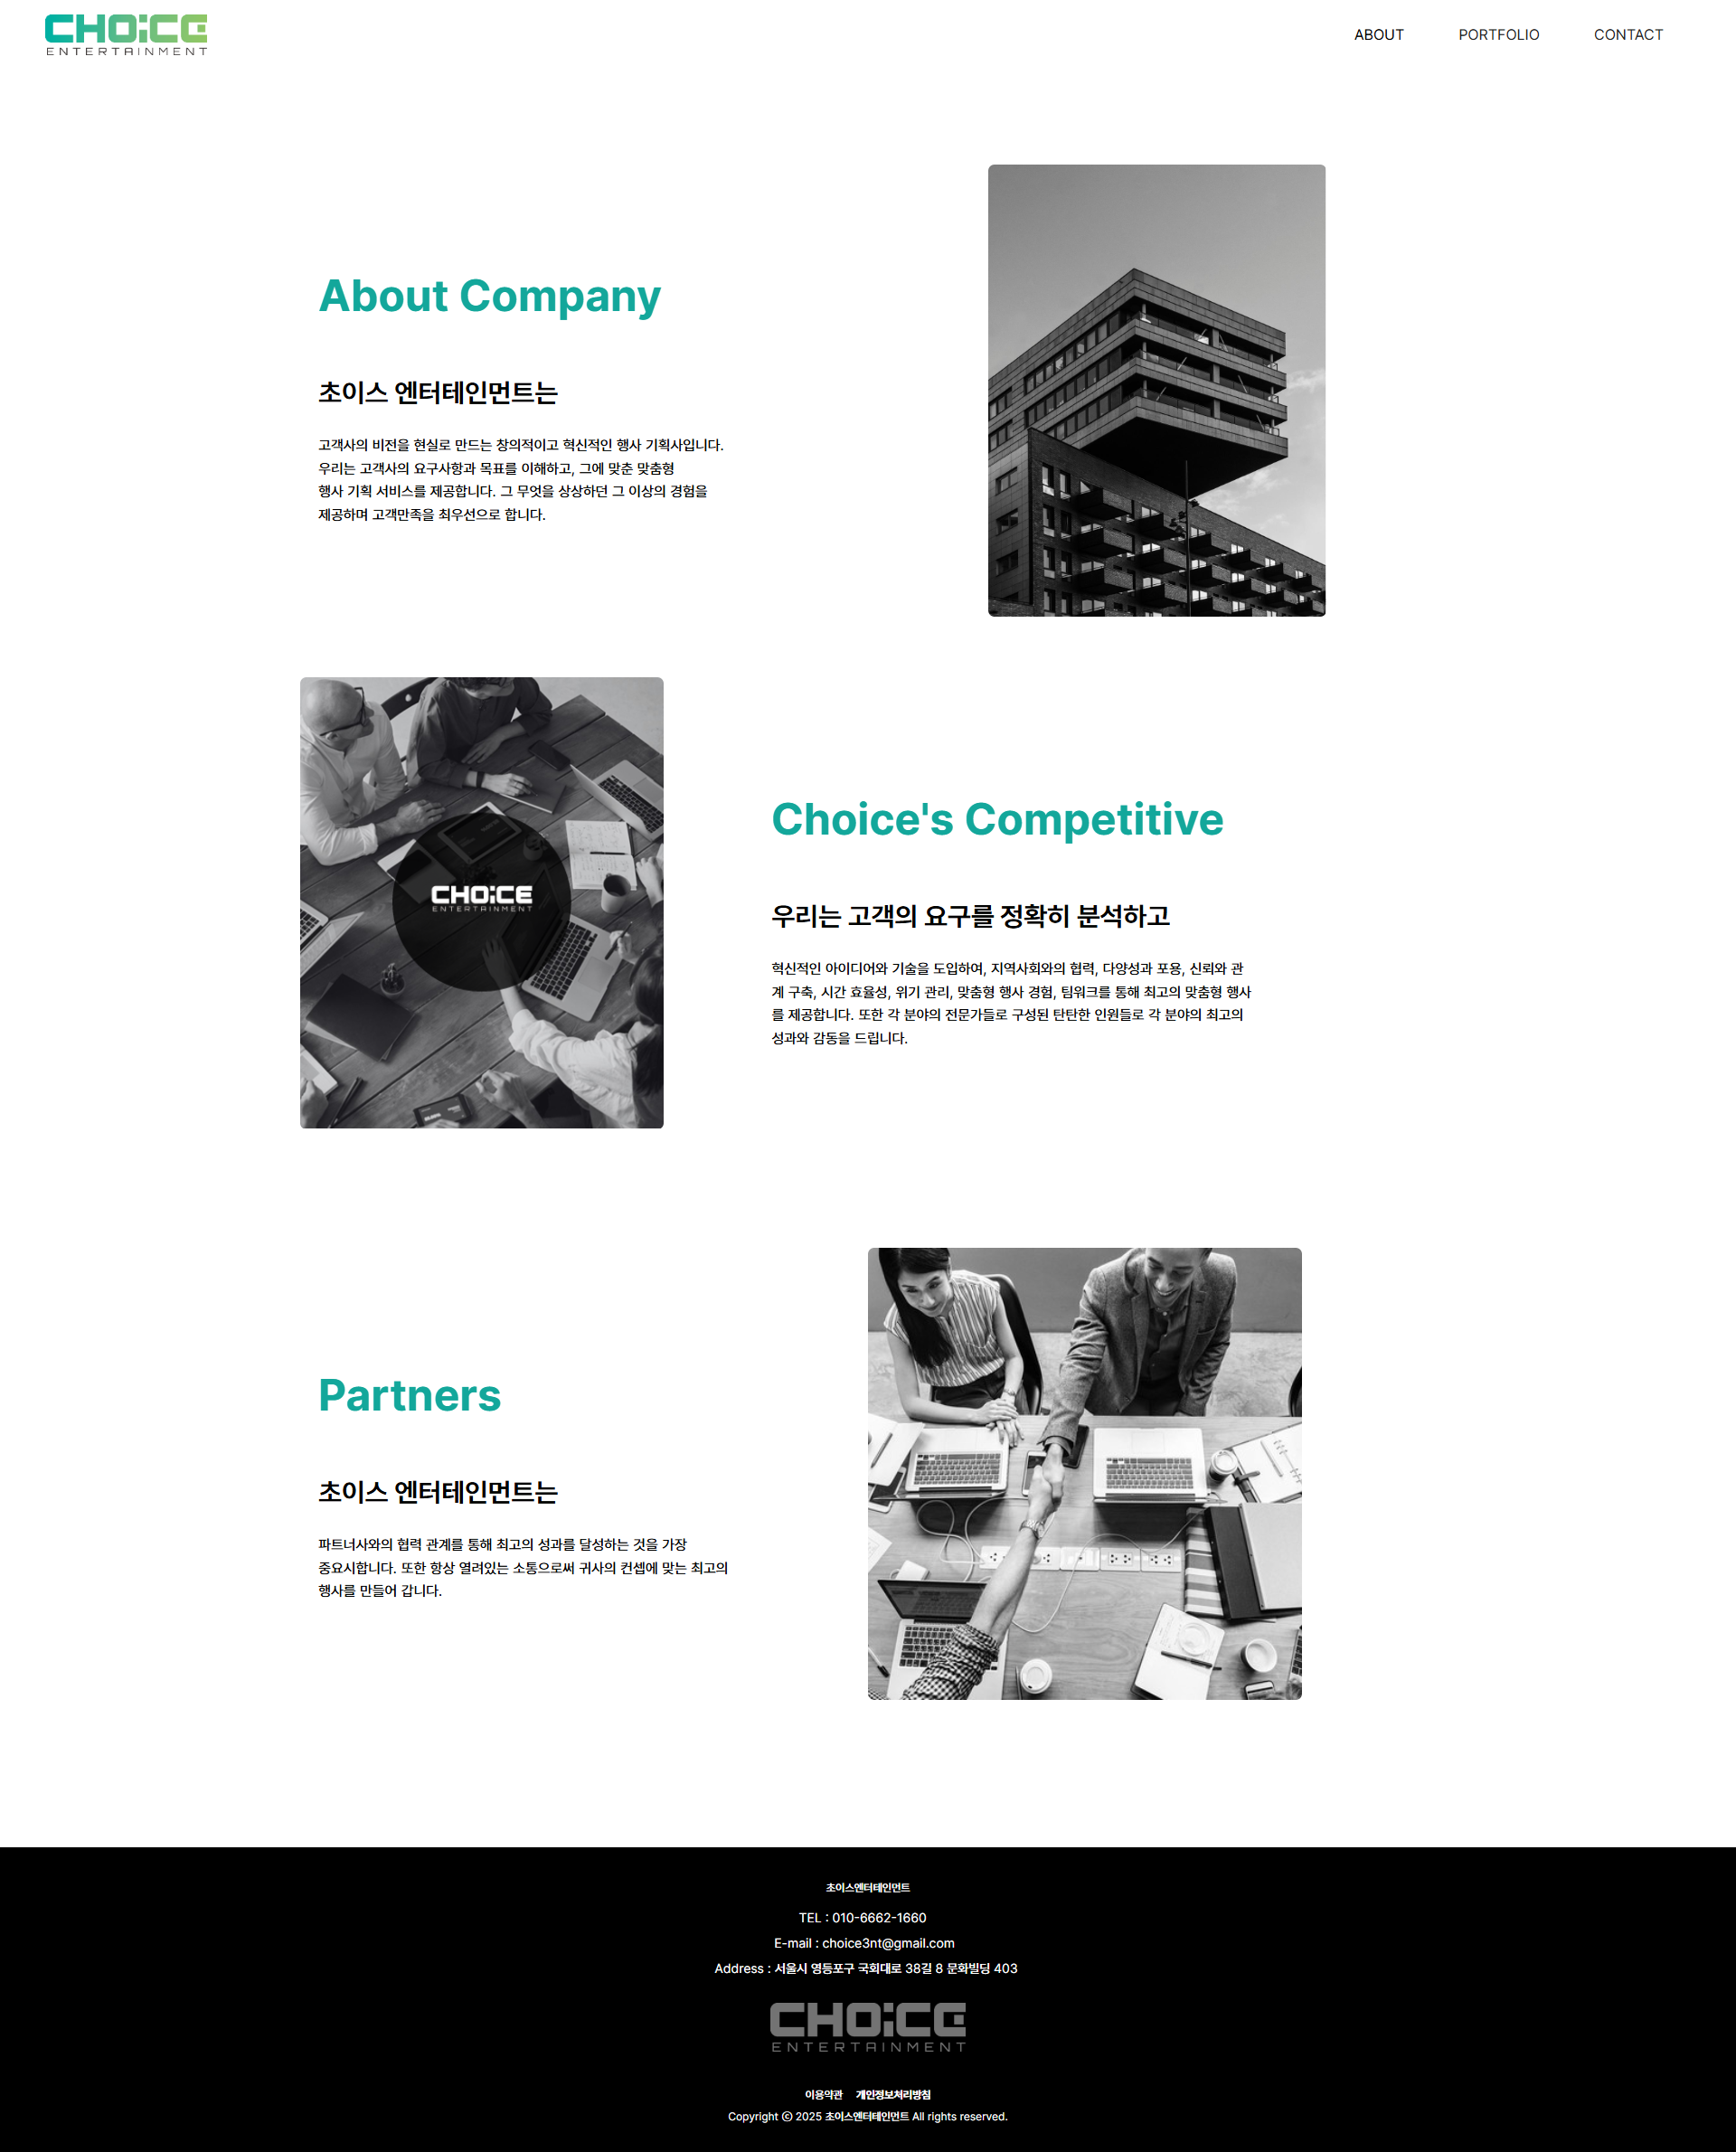 CHOICE
ENTERTAINMENT
ABOUT
PORTFOLIO
CONTACT
About Company
초이스 엔터테인먼트는
고객사의 비전을 현실로 만드는 창의적이고 혁신적인 행사 기획사입니다.
우리는 고객사의 요구사항과 목표를 이해하고, 그에 맞춘 맞춤형
행사 기획 서비스를 제공합니다. 그 무엇을 상상하던 그 이상의 경험을
제공하며 고객만족을 최우선으로 합니다.
CHOICE
ENTERTAINMENT
Choice's Competitive
우리는 고객의 요구를 정확히 분석하고
혁신적인 아이디어와 기술을 도입하여, 지역사회와의 협력, 다양성과 포용, 신뢰와 관
계 구축, 시간 효율성, 위기 관리, 맞춤형 행사 경험, 팀워크를 통해 최고의 맞춤형 행사
를 제공합니다. 또한 각 분야의 전문가들로 구성된 탄탄한 인원들로 각 분야의 최고의
성과와 감동을 드립니다.
Partners
초이스 엔터테인먼트는
파트너사와의 협력 관계를 통해 최고의 성과를 달성하는 것을 가장
중요시합니다. 또한 항상 열려있는 소통으로써 귀사의 컨셉에 맞는 최고의
행사를 만들어 갑니다.
초이스엔터테인먼트
TEL : 010-6662-1660
E-mail : choice3nt@gmail.com
Address : 서울시 영등포구 국회대로 38길 8 문화빌딩 403
CHOICE
ENTERTAINMENT
이용약관 개인정보처리방침
Copyright ⓒ 2025 초이스엔터테인먼트 All rights reserved.